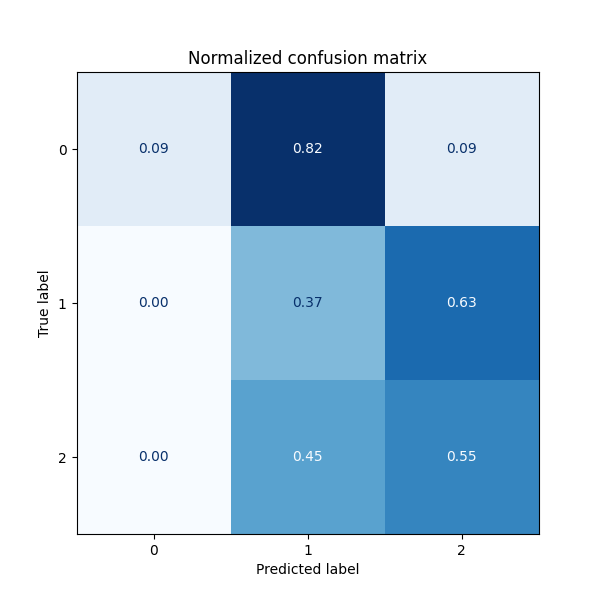 Normalized confusion matrix
0 0.09 0.82 0.09
True label
1 0.00 0.37 0.63
2 0.00 0.45 0.55
0 1 2
Predicted label